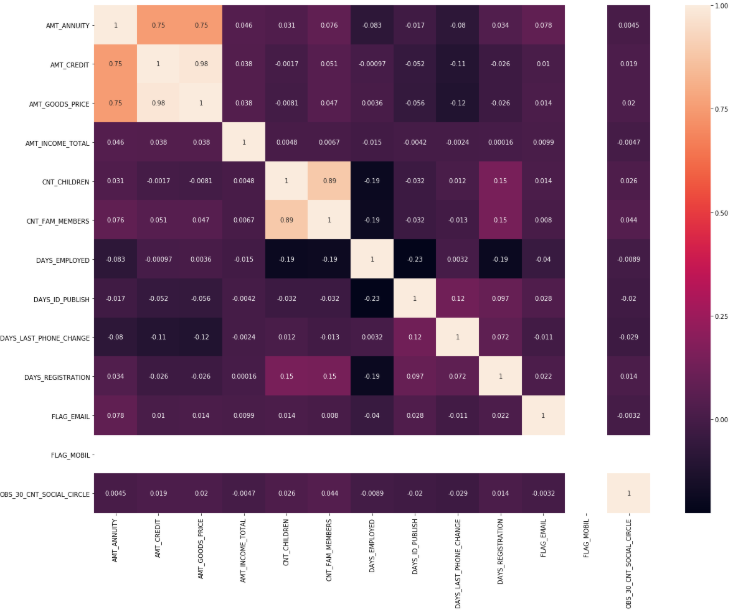 AMT_ANNUITY 1 0.75 0.75 0.046 0.031 0.076 -0.083 -0.017 -0.08 0.034 0.078 0.0045
AMT_CREDIT 0.75 1 0.98 0.038 -0.0017 0.051 -0.00097 -0.052 -0.11 -0.026 0.01 0.019
AMT_GOODS_PRICE 0.75 0.98 1 0.038 -0.0081 0.047 0.0036 -0.056 -0.12 -0.026 0.014 0.02
AMT_INCOME_TOTAL 0.046 0.038 0.038 1 0.0048 0.0067 -0.015 -0.0042 -0.0024 0.00016 0.0099 -0.0047
CNT_CHILDREN 0.031 -0.0017 -0.0081 0.0048 1 0.89 -0.19 -0.032 0.012 0.15 0.014 0.026
CNT_FAM_MEMBERS 0.076 0.051 0.047 0.0067 0.89 1 -0.19 -0.032 -0.013 0.15 0.008 0.044
DAYS_EMPLOYED -0.083 -0.00097 0.0036 -0.015 -0.19 -0.19 1 -0.23 0.0032 -0.19 -0.04 -0.0089
DAYS_ID_PUBLISH -0.017 -0.052 -0.056 -0.0042 -0.032 -0.032 -0.23 1 0.12 0.097 0.028 -0.02
DAYS_LAST_PHONE_CHANGE -0.08 -0.11 -0.12 -0.0024 0.012 -0.013 0.0032 0.12 1 0.072 -0.011 -0.029
DAYS_REGISTRATION 0.034 -0.026 -0.026 0.00016 0.15 0.15 -0.19 0.097 0.072 1 0.022 0.014
FLAG_EMAIL 0.078 0.01 0.014 0.0099 0.014 0.008 -0.04 0.028 -0.011 0.022 1 -0.0032
FLAG_MOBIL
OBS_30_CNT_SOCIAL_CIRCLE 0.0045 0.019 0.02 -0.0047 0.026 0.044 -0.0089 -0.02 -0.029 0.014 -0.0032 1
AMT_ANNUITY
AMT_CREDIT
AMT_GOODS_PRICE
AMT_INCOME_TOTAL
CNT_CHILDREN
CNT_FAM_MEMBERS
DAYS_EMPLOYED
DAYS_ID_PUBLISH
DAYS_LAST_PHONE_CHANGE
DAYS_REGISTRATION
FLAG_EMAIL
FLAG_MOBIL
OBS_30_CNT_SOCIAL_CIRCLE
1.00
0.75
0.50
0.25
0.00